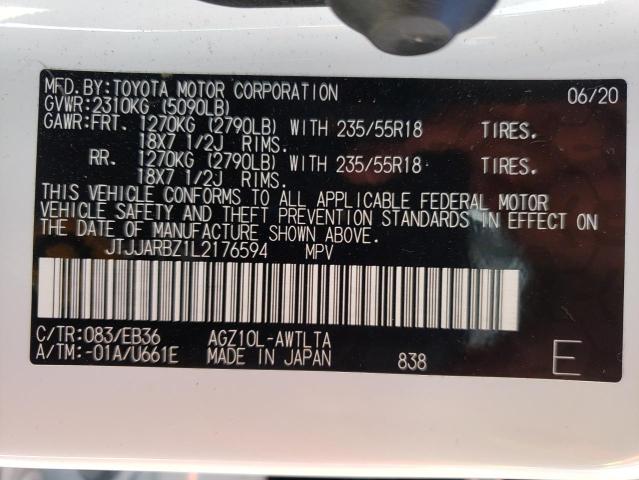 MFD.BY:TOYOTA MOTOR CORPORATION 06/20
GVWR:2310KG (5090LB)
GAWR:FRT. 1270KG (2790LB) WITH 235/55R18 TIRES.
18X7 1/2J RIMS.
RR. 1270KG (2790LB) WITH 235/55R18 TIRES.
18X7 1/2J RIMS.
THIS VEHICLE CONFORMS TO ALL APPLICABLE FEDERAL MOTOR
VEHICLE SAFETY AND THEFT PREVENTION STANDARDS IN EFFECT ON
THE DATE OF MANUFACTURE SHOWN ABOVE.
JTJJARBZ1L2176594 MPV
C/TR:083/EB36 AGZ10L-AWTLTA
A/TM:-01A/U661E MADE IN JAPAN 838 E